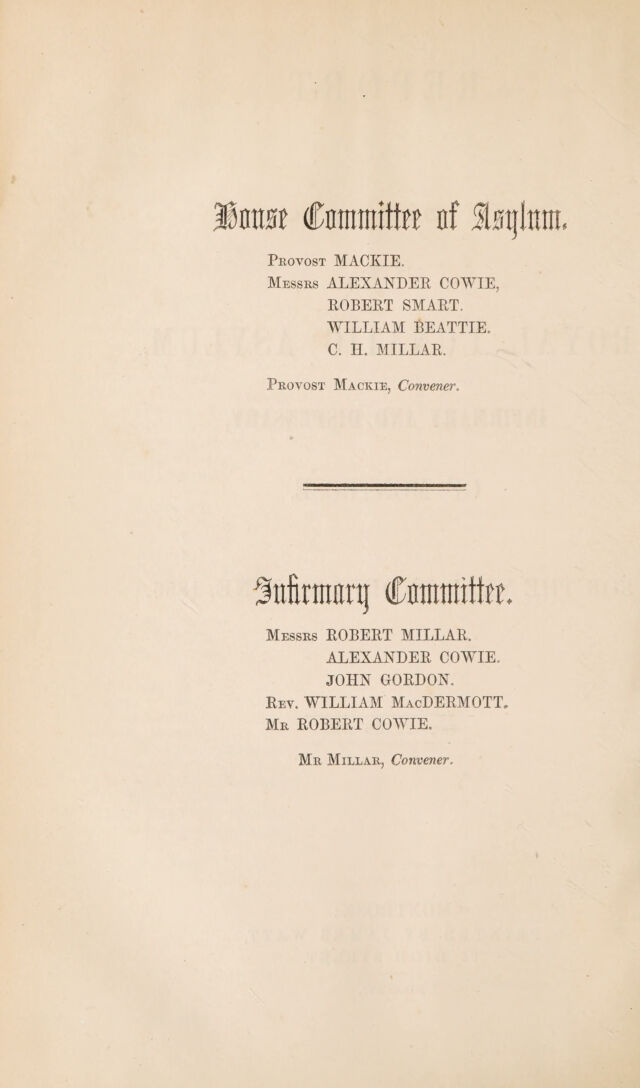 House Committee of Asylum.
Provost MACKIE.
Messrs ALEXANDER COWIE,
ROBERT SMART.
WILLIAM BEATTIE.
C. H. MILLAR.
Provost Mackie, Convener.
Infirmary Committee.
Messrs ROBERT MILLAR.
ALEXANDER COWIE.
JOHN GORDON.
Rev. WILLIAM MacDERMOTT.
Mr ROBERT COWIE.
Mr Millar, Convener.